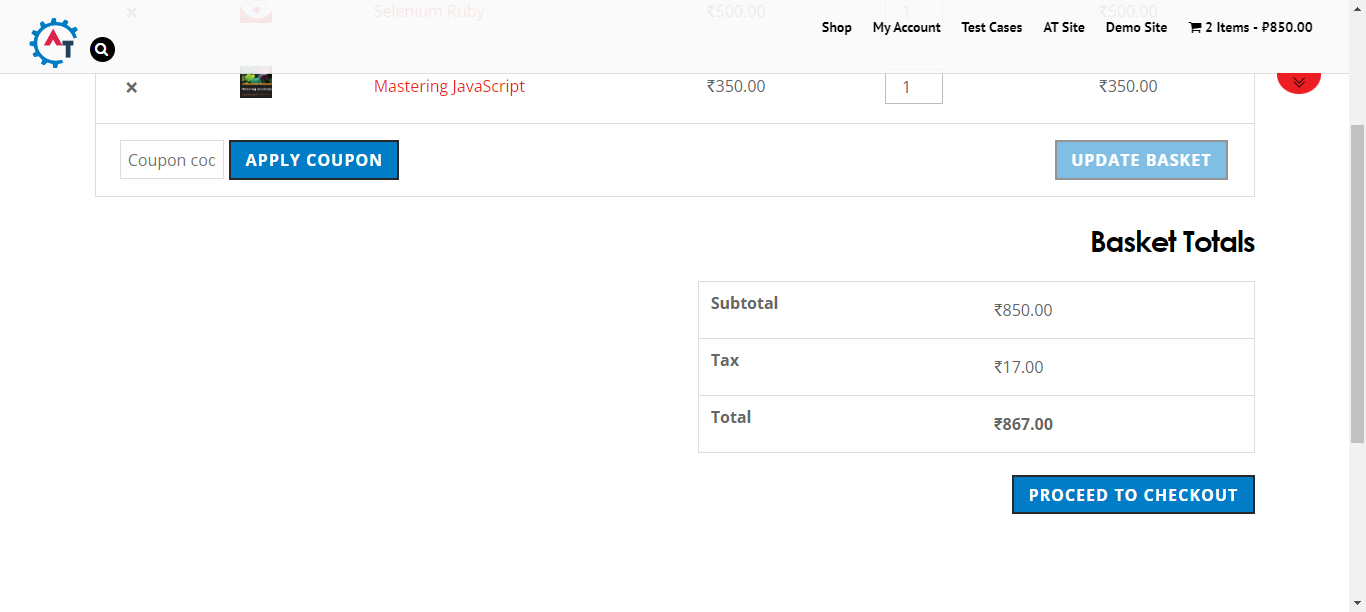 Selenium Ruby ₹500.00 1 ₹500.00
AT Shop My Account Test Cases AT Site Demo Site 2 Items - ₹850.00
× Mastering JavaScript ₹350.00 1 ₹350.00
Coupon coc APPLY COUPON UPDATE BASKET
Basket Totals
Subtotal ₹850.00
Tax ₹17.00
Total ₹867.00
PROCEED TO CHECKOUT